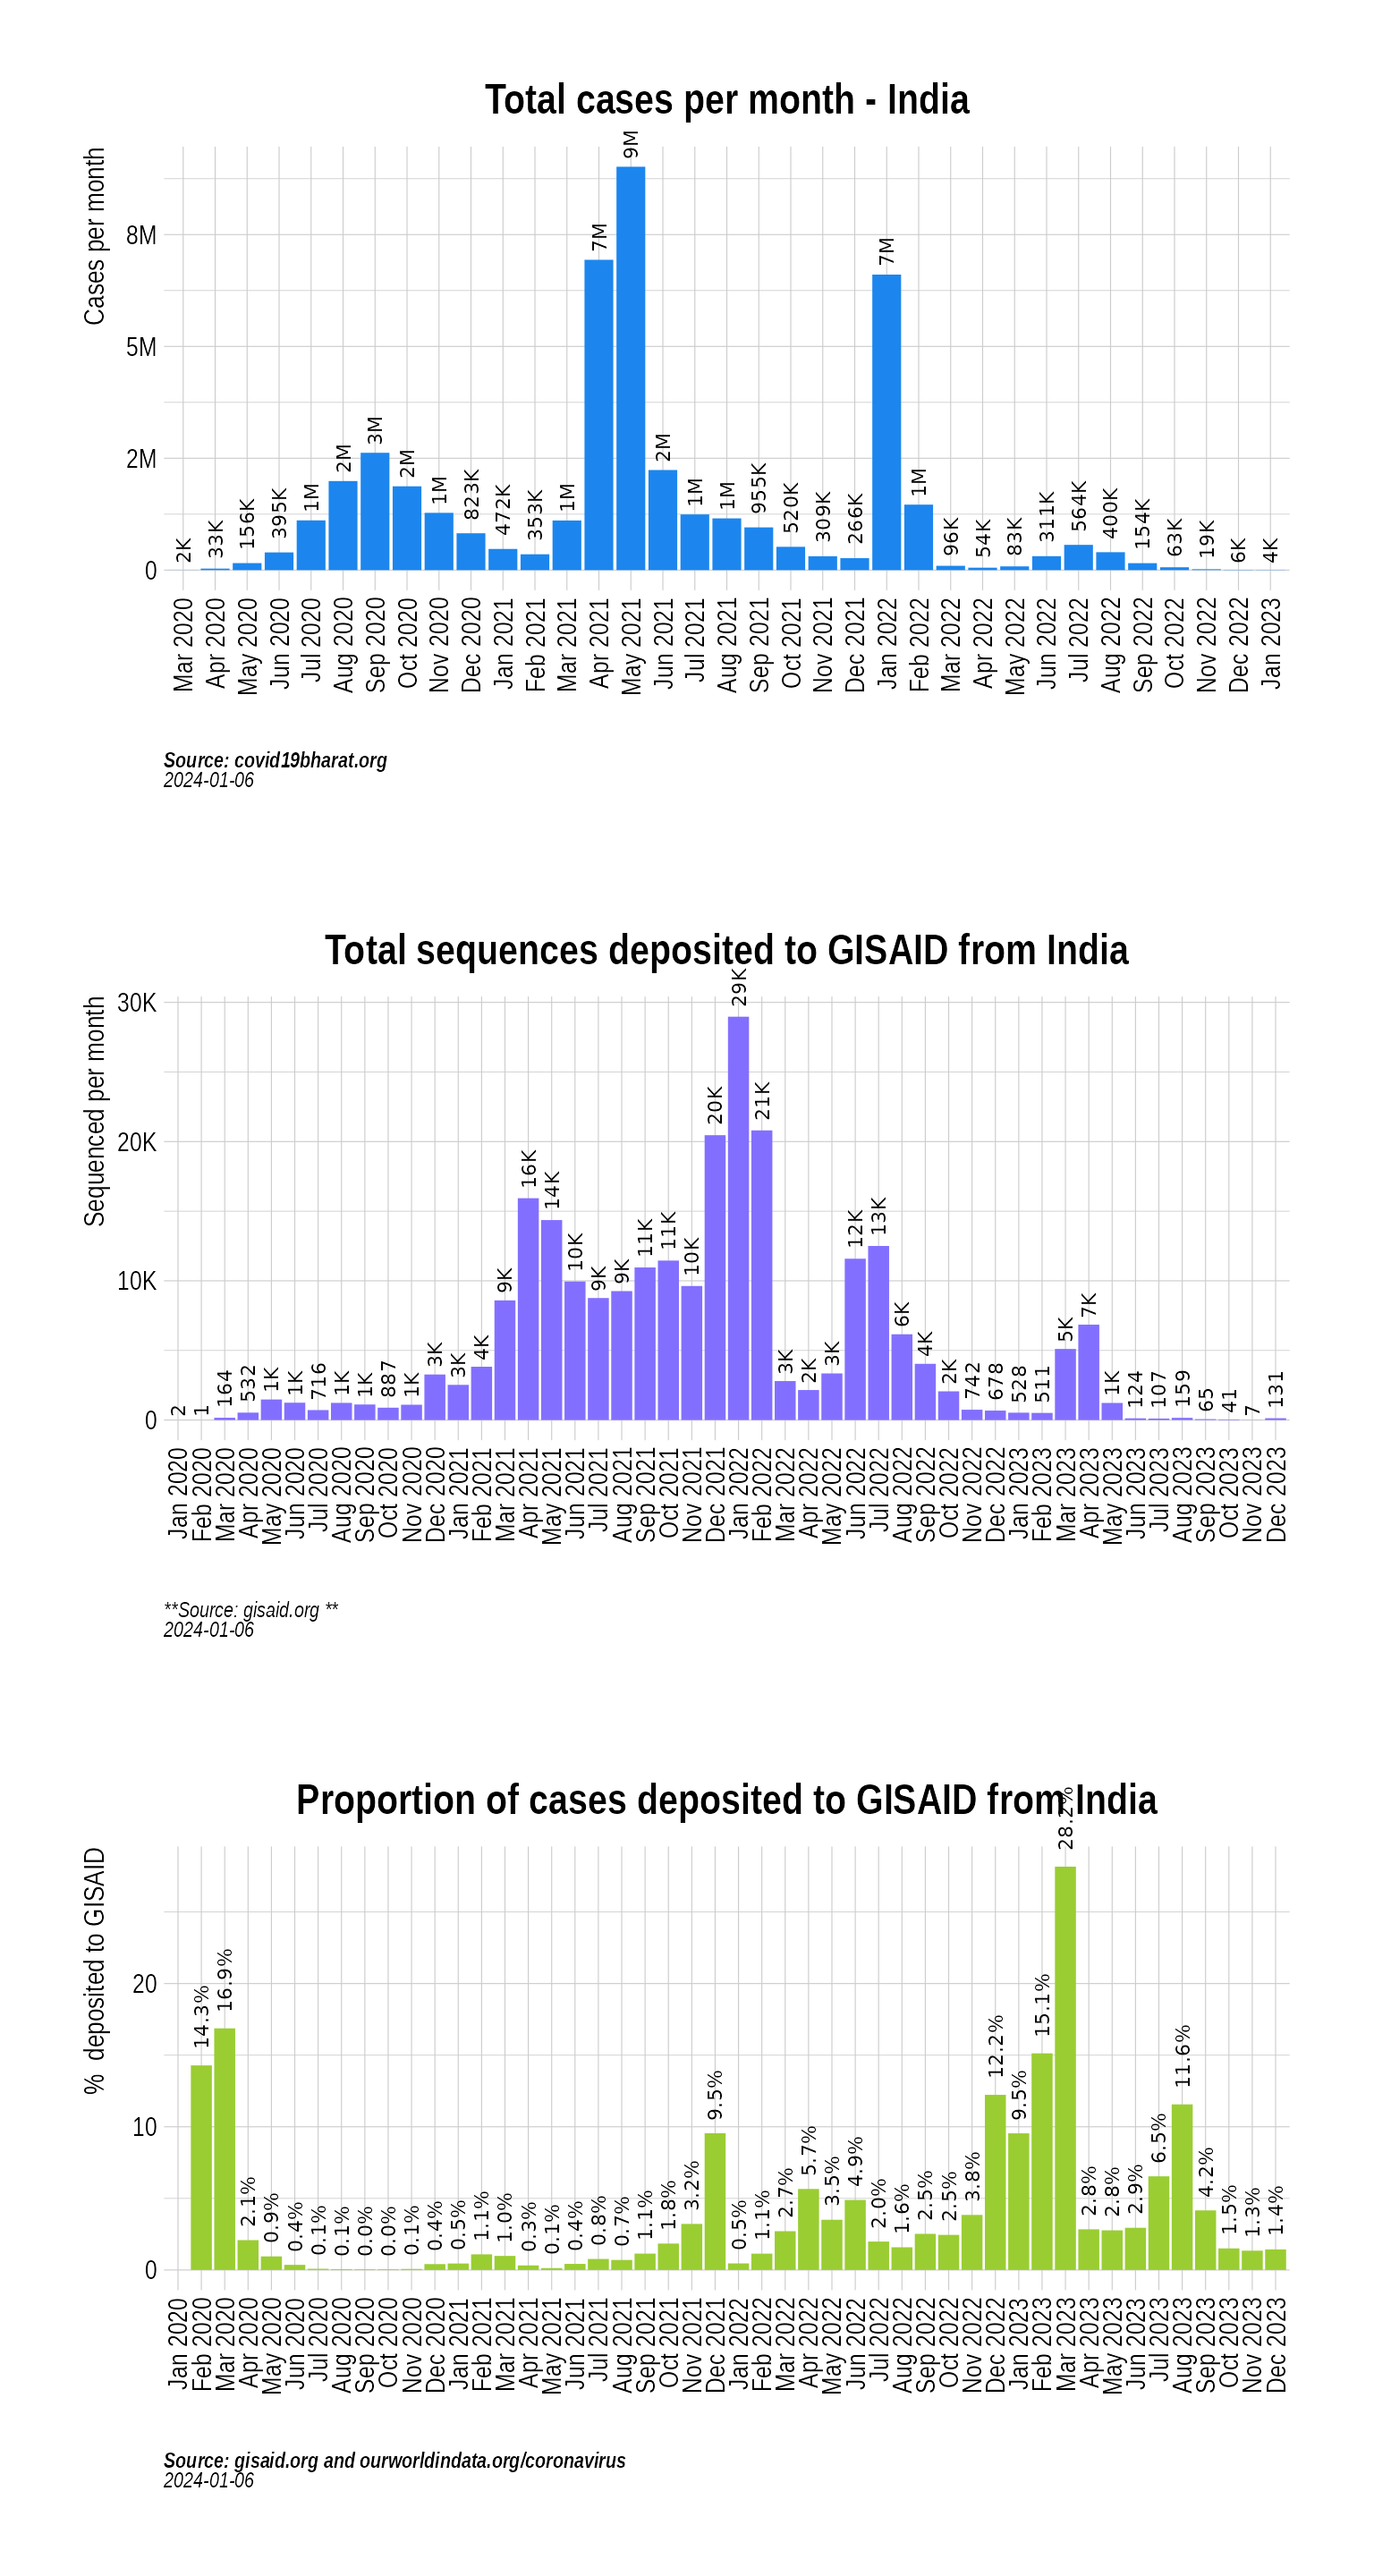 Total cases per month - India
Cases per month
8M
5M
2M
0
2K
33K
156K
395K
1M
2M
3M
2M
1M
823K
472K
353K
1M
7M
9M
2M
1M
1M
955K
520K
309K
266K
7M
1M
96K
54K
83K
311K
564K
400K
154K
63K
19K
6K
4K
Mar 2020
Apr 2020
May 2020
Jun 2020
Jul 2020
Aug 2020
Sep 2020
Oct 2020
Nov 2020
Dec 2020
Jan 2021
Feb 2021
Mar 2021
Apr 2021
May 2021
Jun 2021
Jul 2021
Aug 2021
Sep 2021
Oct 2021
Nov 2021
Dec 2021
Jan 2022
Feb 2022
Mar 2022
Apr 2022
May 2022
Jun 2022
Jul 2022
Aug 2022
Sep 2022
Oct 2022
Nov 2022
Dec 2022
Jan 2023
Source: covid19bharat.org
2024-01-06
Total sequences deposited to GISAID from India
Sequenced per month
30K
20K
10K
0
2
1
164
532
1K
1K
716
1K
1K
887
1K
3K
3K
4K
9K
16K
14K
10K
9K
9K
11K
11K
10K
20K
29K
21K
3K
2K
3K
12K
13K
6K
4K
2K
742
678
528
511
5K
7K
1K
124
107
159
65
41
7
131
Jan 2020
Feb 2020
Mar 2020
Apr 2020
May 2020
Jun 2020
Jul 2020
Aug 2020
Sep 2020
Oct 2020
Nov 2020
Dec 2020
Jan 2021
Feb 2021
Mar 2021
Apr 2021
May 2021
Jun 2021
Jul 2021
Aug 2021
Sep 2021
Oct 2021
Nov 2021
Dec 2021
Jan 2022
Feb 2022
Mar 2022
Apr 2022
May 2022
Jun 2022
Jul 2022
Aug 2022
Sep 2022
Oct 2022
Nov 2022
Dec 2022
Jan 2023
Feb 2023
Mar 2023
Apr 2023
May 2023
Jun 2023
Jul 2023
Aug 2023
Sep 2023
Oct 2023
Nov 2023
Dec 2023
**Source: gisaid.org **
2024-01-06
Proportion of cases deposited to GISAID from India
% deposited to GISAID
20
10
0
14.3%
16.9%
2.1%
0.9%
0.4%
0.1%
0.1%
0.0%
0.0%
0.1%
0.4%
0.5%
1.1%
1.0%
0.3%
0.1%
0.4%
0.8%
0.7%
1.1%
1.8%
3.2%
9.5%
0.5%
1.1%
2.7%
5.7%
3.5%
4.9%
2.0%
1.6%
2.5%
2.5%
3.8%
12.2%
9.5%
15.1%
28.2%
2.8%
2.8%
2.9%
6.5%
11.6%
4.2%
1.5%
1.3%
1.4%
Jan 2020
Feb 2020
Mar 2020
Apr 2020
May 2020
Jun 2020
Jul 2020
Aug 2020
Sep 2020
Oct 2020
Nov 2020
Dec 2020
Jan 2021
Feb 2021
Mar 2021
Apr 2021
May 2021
Jun 2021
Jul 2021
Aug 2021
Sep 2021
Oct 2021
Nov 2021
Dec 2021
Jan 2022
Feb 2022
Mar 2022
Apr 2022
May 2022
Jun 2022
Jul 2022
Aug 2022
Sep 2022
Oct 2022
Nov 2022
Dec 2022
Jan 2023
Feb 2023
Mar 2023
Apr 2023
May 2023
Jun 2023
Jul 2023
Aug 2023
Sep 2023
Oct 2023
Nov 2023
Dec 2023
Source: gisaid.org and ourworldindata.org/coronavirus
2024-01-06